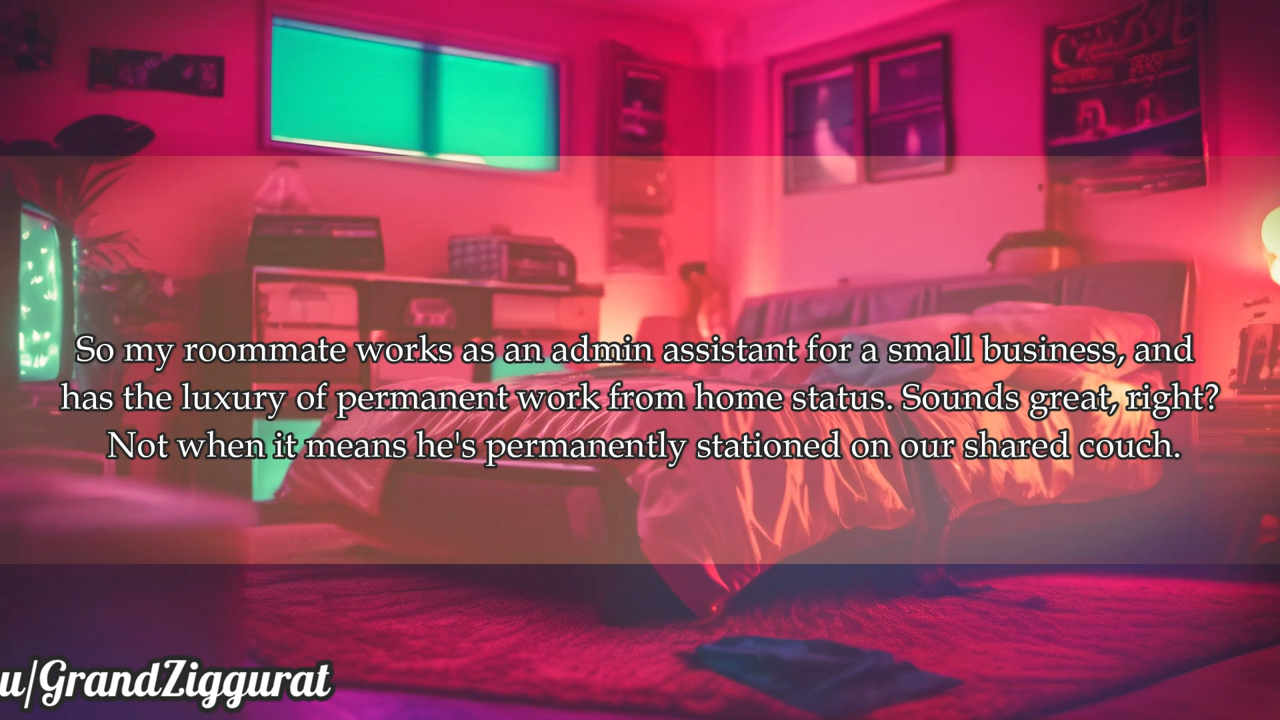 So my roommate works as an admin assistant for a small business, and
has the luxury of permanent work from home status. Sounds great, right?
Not when it means he's permanently stationed on our shared couch.
u/GrandZiggurat